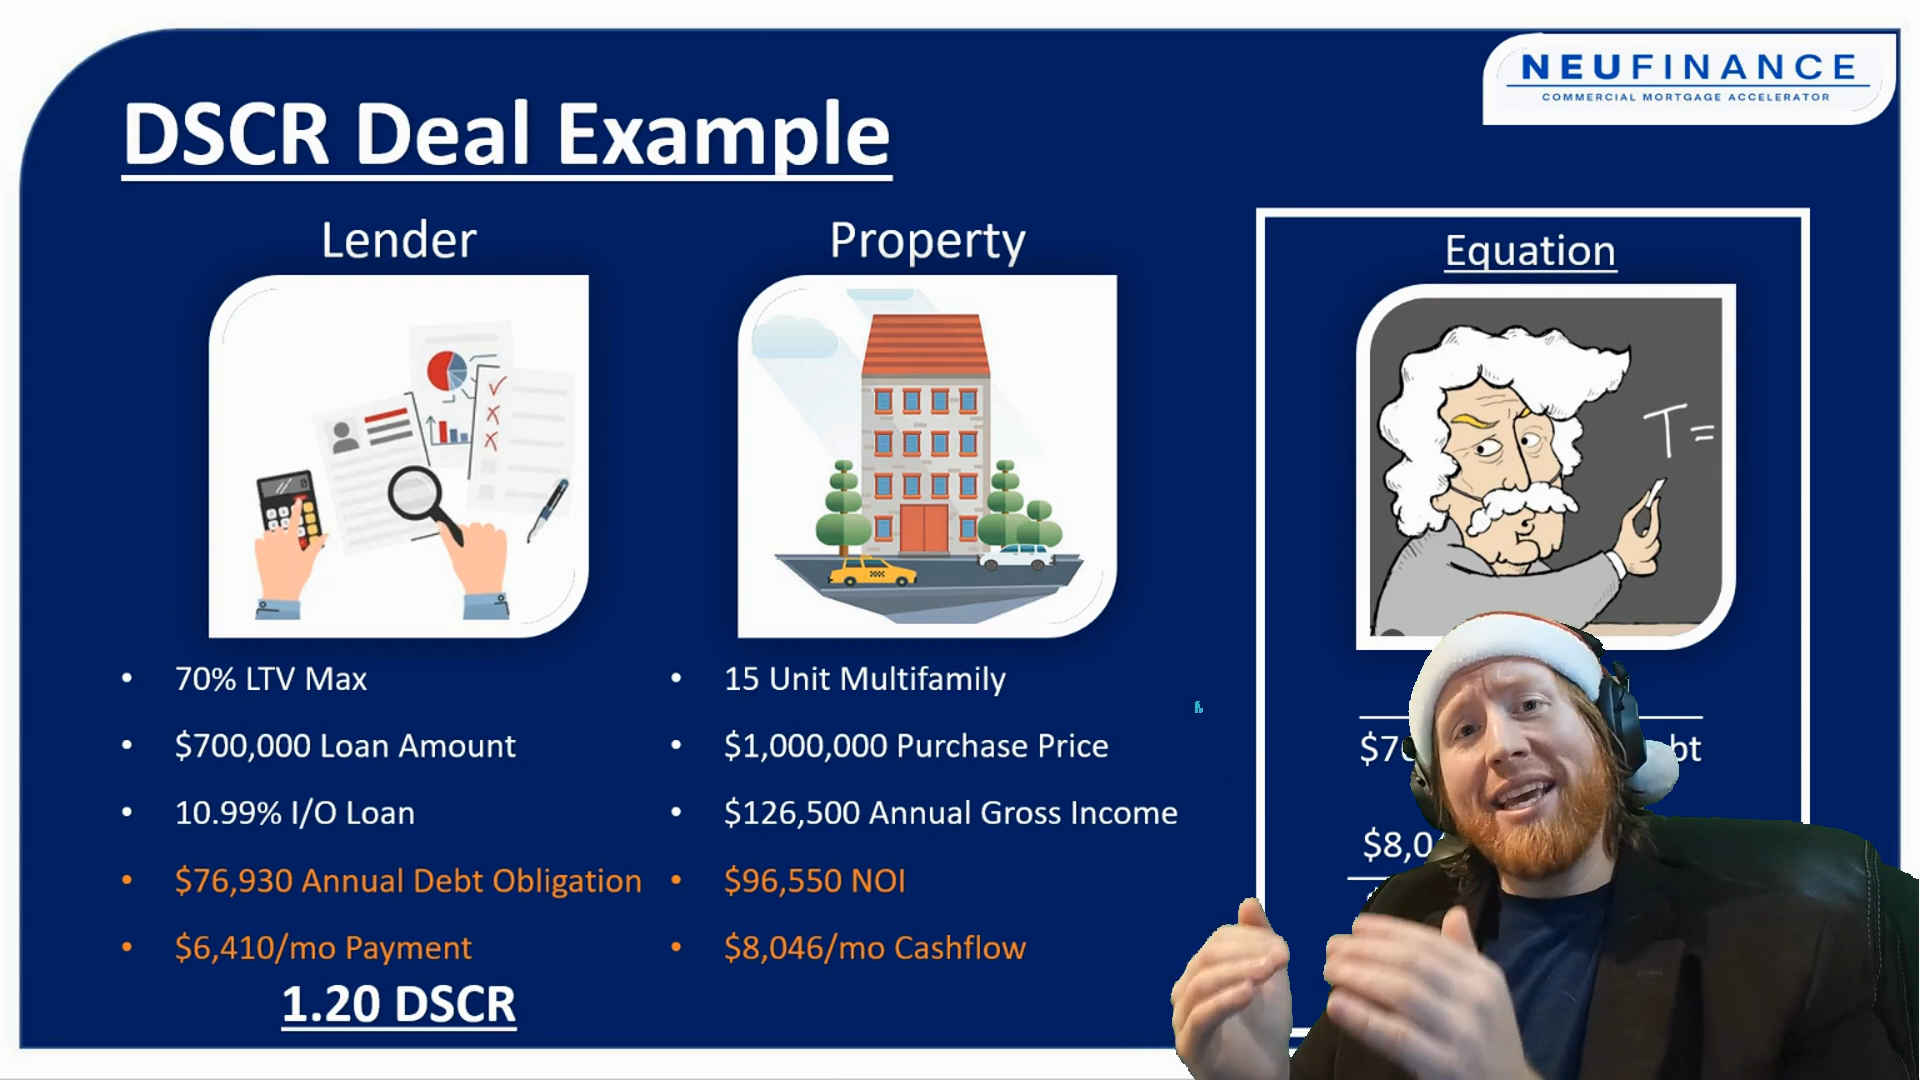 NEUFINANCE
COMMERCIAL MORTGAGE ACCELERATOR
DSCR Deal Example
Lender
• 70% LTV Max
• $700,000 Loan Amount
• 10.99% I/O Loan
• $76,930 Annual Debt Obligation
• $6,410/mo Payment
1.20 DSCR
Property
• 15 Unit Multifamily
• $1,000,000 Purchase Price
• $126,500 Annual Gross Income
• $96,550 NOI
• $8,046/mo Cashflow
Equation
T=